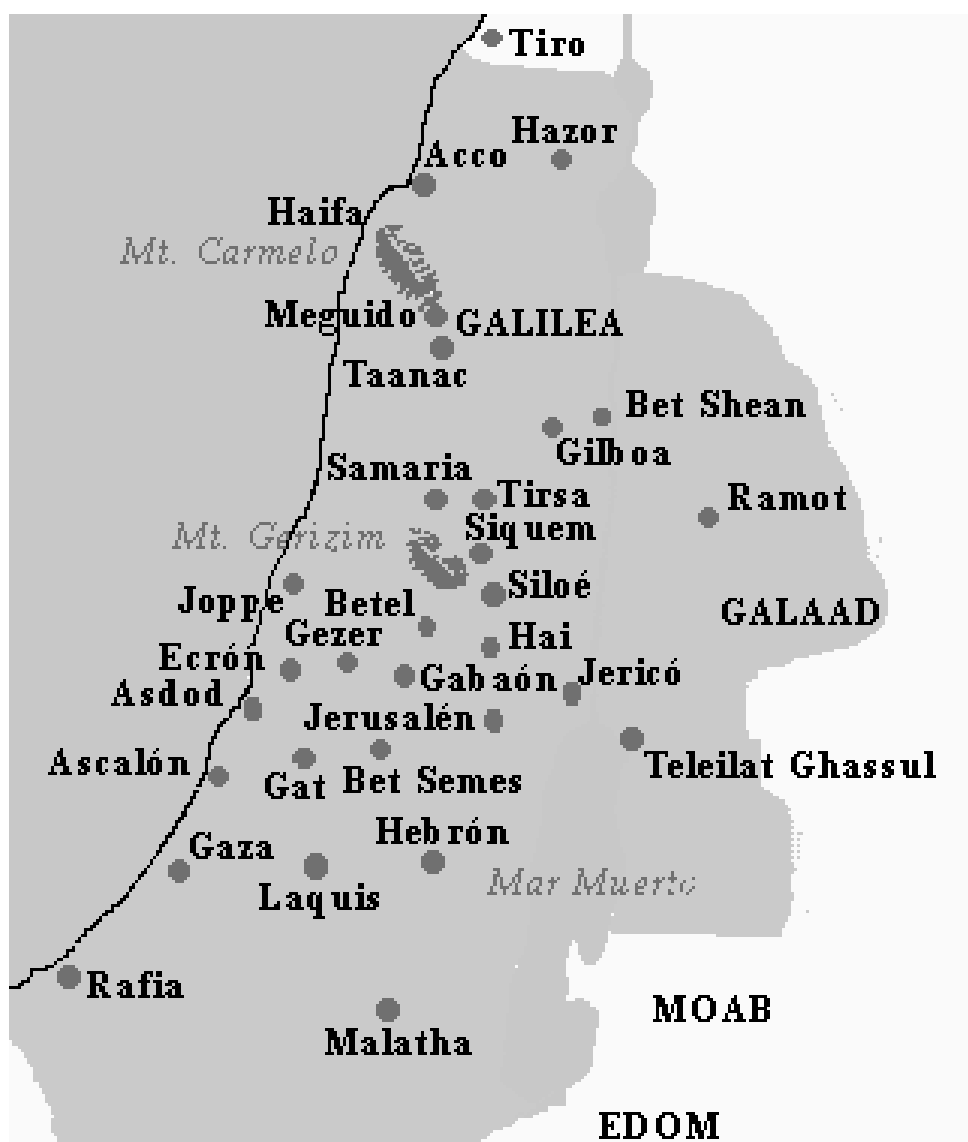 Tiro
Hazor
Acco
Haifa
Mt. Carmelo
Meguido
GALILEA
Taanac
Bet Shean
Gilboa
Samaria
Tirsa
Ramot
Siquem
Mt. Gerizim
Siloé
Joppe
Betel
GALAAD
Gezer
Hai
Ecrón
Gabaón
Jericó
Asdod
Jerusalén
Ascalón
Teleilat Ghassul
Gat
Bet Semes
Hebrón
Gaza
Mar Muerto
Laquis
Rafia
MOAB
Malatha
EDOM